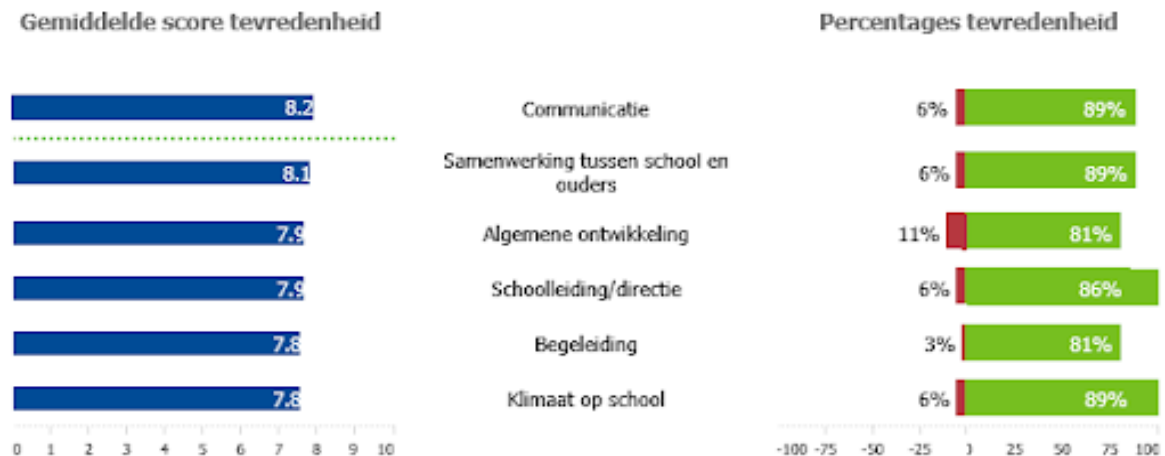 Gemiddelde score tevredenheid
Percentages tevredenheid
8.2 Communicatie 6% 89%
8.1 Samenwerking tussen school en ouders 6% 89%
7.9 Algemene ontwikkeling 11% 81%
7.9 Schoolleiding/directie 6% 86%
7.8 Begeleiding 3% 81%
7.8 Klimaat op school 6% 89%
0 1 2 3 4 5 6 7 8 9 10
-100 -75 -50 -25 0 25 50 75 100